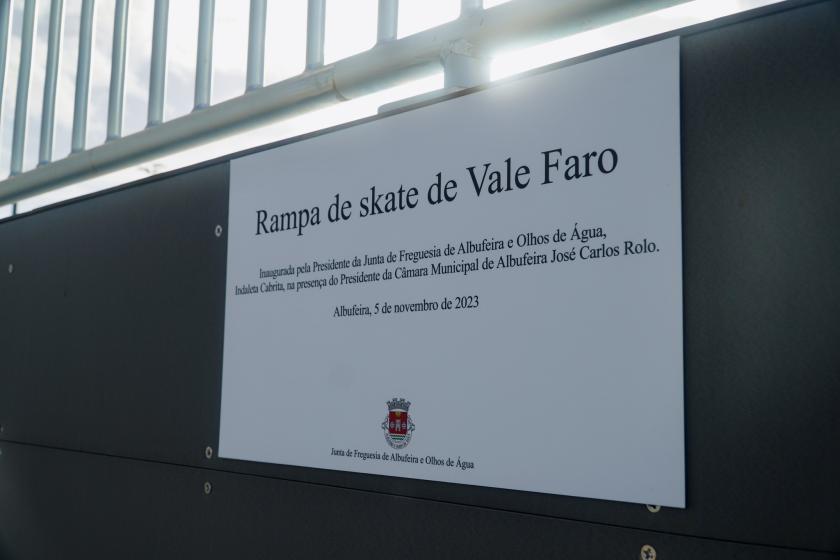 Rampa de skate de Vale Faro
Inaugurada pela Presidente da Junta de Freguesia de Albufeira e Olhos de Água,
Indaleta Cabrita, na presença do Presidente da Câmara Municipal de Albufeira José Carlos Rolo.
Albufeira, 5 de novembro de 2023
Junta de Freguesia de Albufeira e Olhos de Água